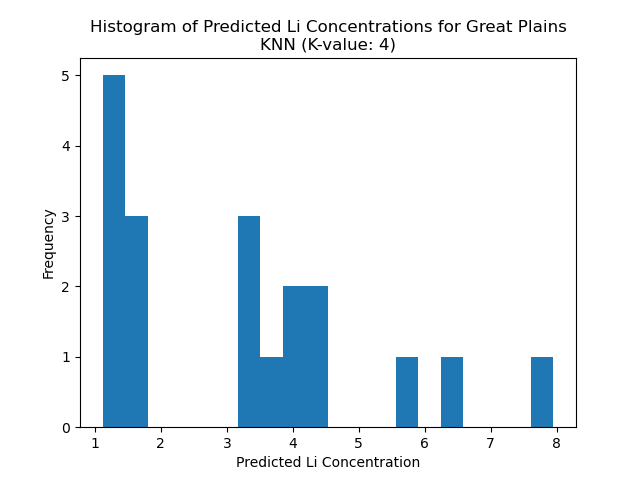 Histogram of Predicted Li Concentrations for Great Plains
KNN (K-value: 4)
5
4
3
2
1
0
Frequency
1 2 3 4 5 6 7 8
Predicted Li Concentration